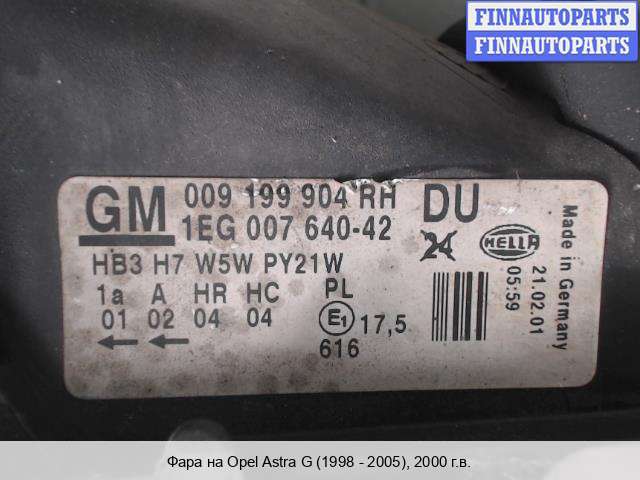 FINNAUTOPARTS
FINNAUTOPARTS
GM 009 199 904 RH DU
1EG 007 640-42 24
HELLA
HB3 H7 W5W PY21W
1a A HR HC PL
01 02 04 04 E1 17,5
616
Made in Germany
21.02.01
05:59
Фара на Opel Astra G (1998 - 2005), 2000 г.в.